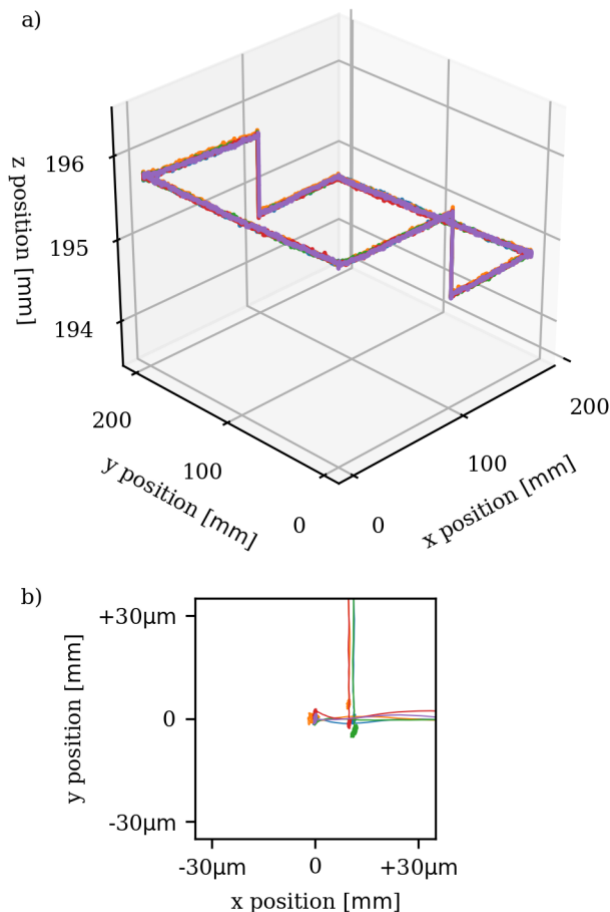 a)
z position [mm]
196
195
194
200
100
0
y position [mm]
0
100
200
x position [mm]
b)
y position [mm]
+30µm
0
-30µm
-30µm
0
+30µm
x position [mm]